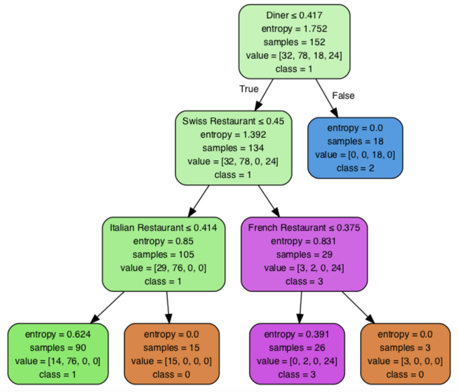 Diner ≤ 0.417
entropy = 1.752
samples = 152
value = [32, 78, 18, 24]
class = 1
True
False
Swiss Restaurant ≤ 0.45
entropy = 1.392
samples = 134
value = [32, 78, 0, 24]
class = 1
entropy = 0.0
samples = 18
value = [0, 0, 18, 0]
class = 2
Italian Restaurant ≤ 0.414
entropy = 0.85
samples = 105
value = [29, 76, 0, 0]
class = 1
French Restaurant ≤ 0.375
entropy = 0.831
samples = 29
value = [3, 2, 0, 24]
class = 3
entropy = 0.624
samples = 90
value = [14, 76, 0, 0]
class = 1
entropy = 0.0
samples = 15
value = [15, 0, 0, 0]
class = 0
entropy = 0.391
samples = 26
value = [0, 2, 0, 24]
class = 3
entropy = 0.0
samples = 3
value = [3, 0, 0, 0]
class = 0